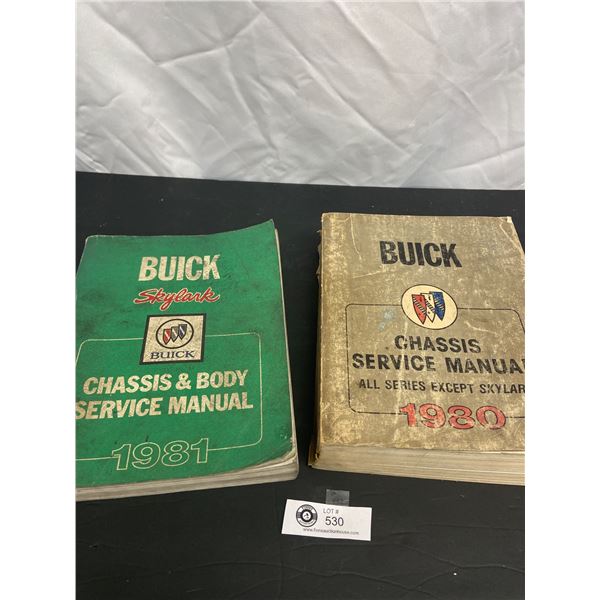 BUICK
Skylark
BUICK
CHASSIS & BODY
SERVICE MANUAL
1981
BUICK
CHASSIS
SERVICE MANUAL
ALL SERIES EXCEPT SKYLAR
1980
LOT #
530